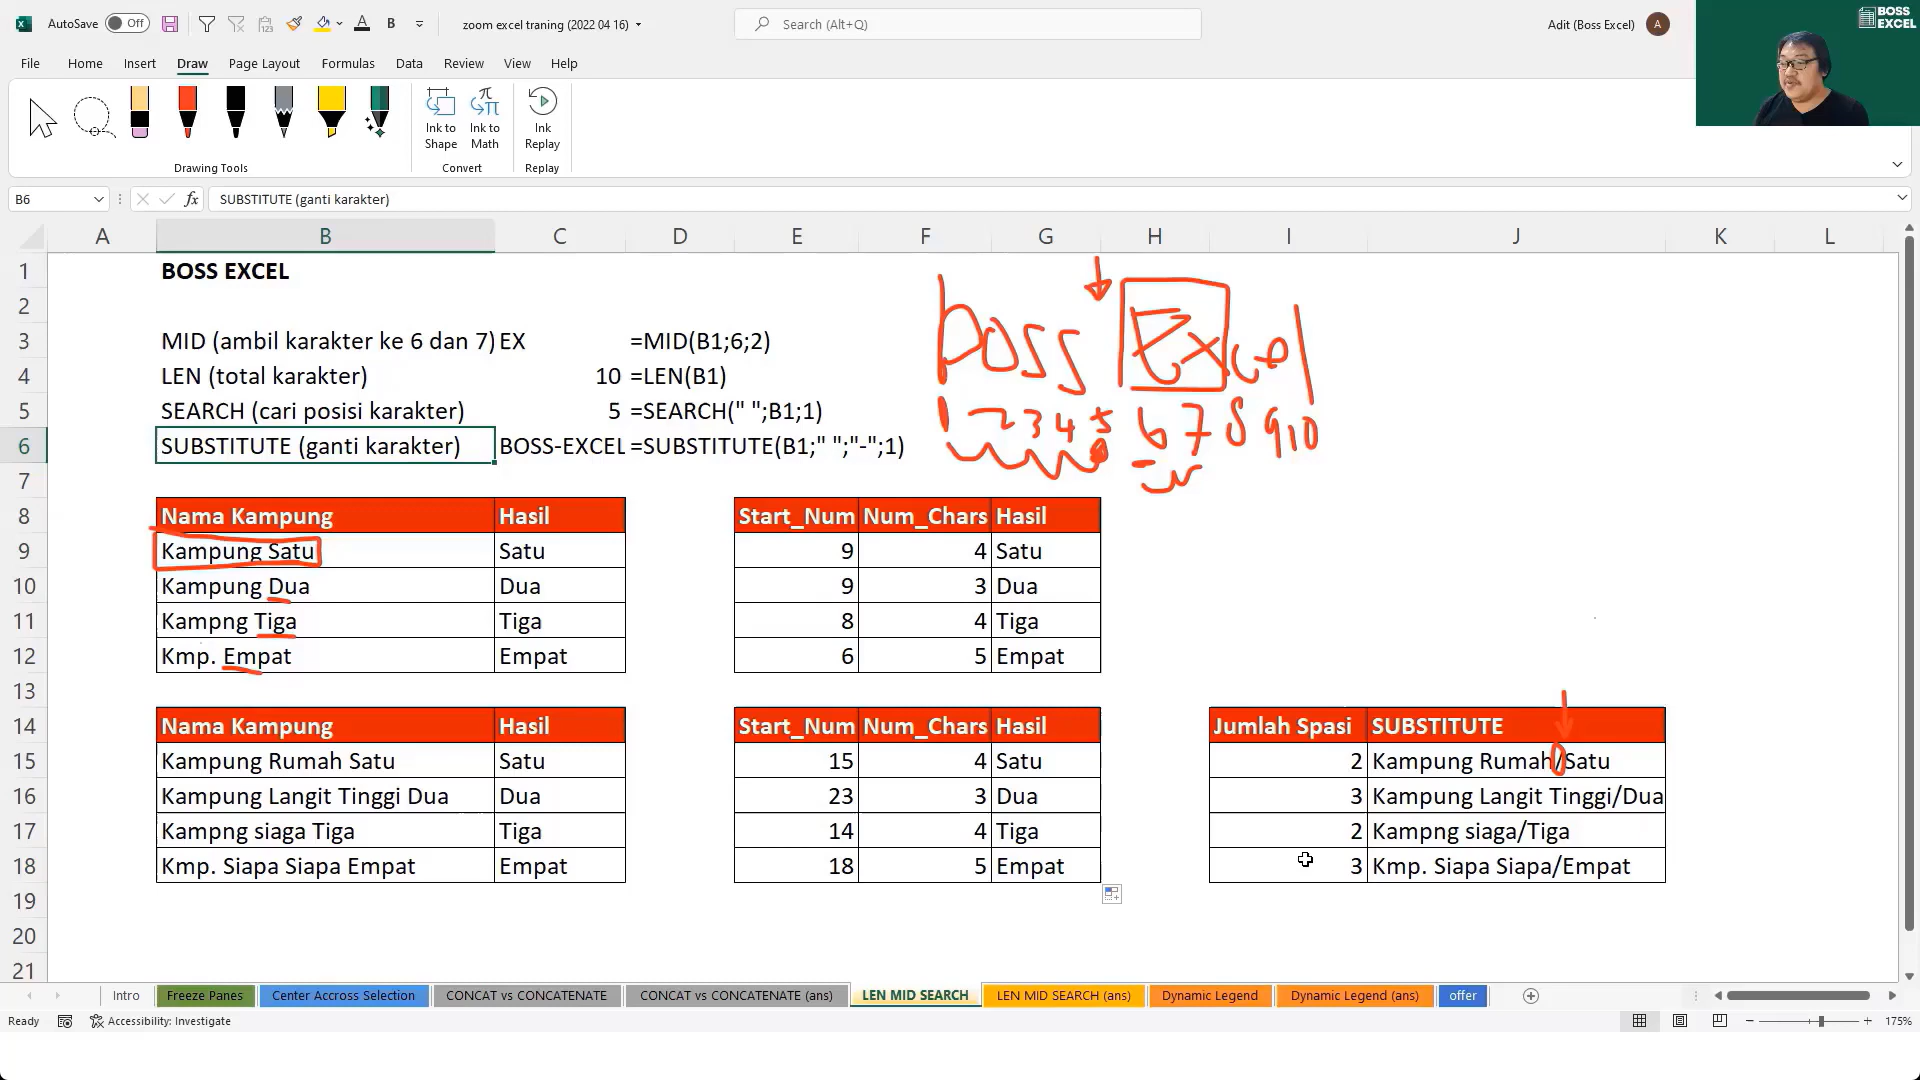 AutoSave Off zoom excel traning (2022 04 16) Search (Alt+Q) Adit (Boss Excel) A BOSS EXCEL
File Home Insert Draw Page Layout Formulas Data Review View Help
Ink to Shape Ink to Math Ink Replay
Drawing Tools Convert Replay
B6 fx SUBSTITUTE (ganti karakter)
A B C D E F G H I J K L
1 BOSS EXCEL
2
3 MID (ambil karakter ke 6 dan 7) EX =MID(B1;6;2)
4 LEN (total karakter) 10 =LEN(B1)
5 SEARCH (cari posisi karakter) 5 =SEARCH(" ";B1;1)
6 SUBSTITUTE (ganti karakter) BOSS-EXCEL =SUBSTITUTE(B1;" ";"-";1)
Boss Excel
1 2 3 4 5 6 7 8 9 10
7
8 Nama Kampung Hasil Start_Num Num_Chars Hasil
9 Kampung Satu Satu 9 4 Satu
10 Kampung Dua Dua 9 3 Dua
11 Kampng Tiga Tiga 8 4 Tiga
12 Kmp. Empat Empat 6 5 Empat
13
14 Nama Kampung Hasil Start_Num Num_Chars Hasil Jumlah Spasi SUBSTITUTE
15 Kampung Rumah Satu Satu 15 4 Satu 2 Kampung Rumah/Satu
16 Kampung Langit Tinggi Dua Dua 23 3 Dua 3 Kampung Langit Tinggi/Dua
17 Kampng siaga Tiga Tiga 14 4 Tiga 2 Kampng siaga/Tiga
18 Kmp. Siapa Siapa Empat Empat 18 5 Empat 3 Kmp. Siapa Siapa/Empat
19
20
21
Intro Freeze Panes Center Accross Selection CONCAT vs CONCATENATE CONCAT vs CONCATENATE (ans) LEN MID SEARCH LEN MID SEARCH (ans) Dynamic Legend Dynamic Legend (ans) offer
Ready Accessibility: Investigate 175%